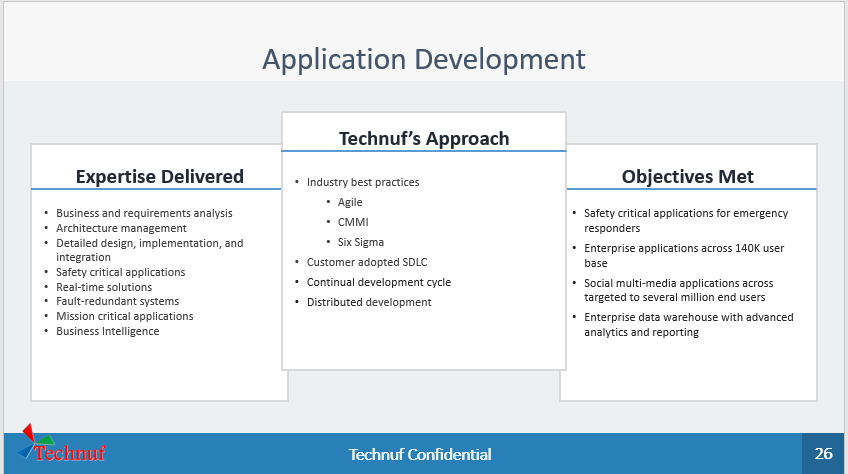 Application Development
Expertise Delivered
• Business and requirements analysis
• Architecture management
• Detailed design, implementation, and
integration
• Safety critical applications
• Real-time solutions
• Fault-redundant systems
• Mission critical applications
• Business Intelligence
Technuf’s Approach
• Industry best practices
• Agile
• CMMI
• Six Sigma
• Customer adopted SDLC
• Continual development cycle
• Distributed development
Objectives Met
• Safety critical applications for emergency
responders
• Enterprise applications across 140K user
base
• Social multi-media applications across
targeted to several million end users
• Enterprise data warehouse with advanced
analytics and reporting
Technuf
Technuf Confidential
26